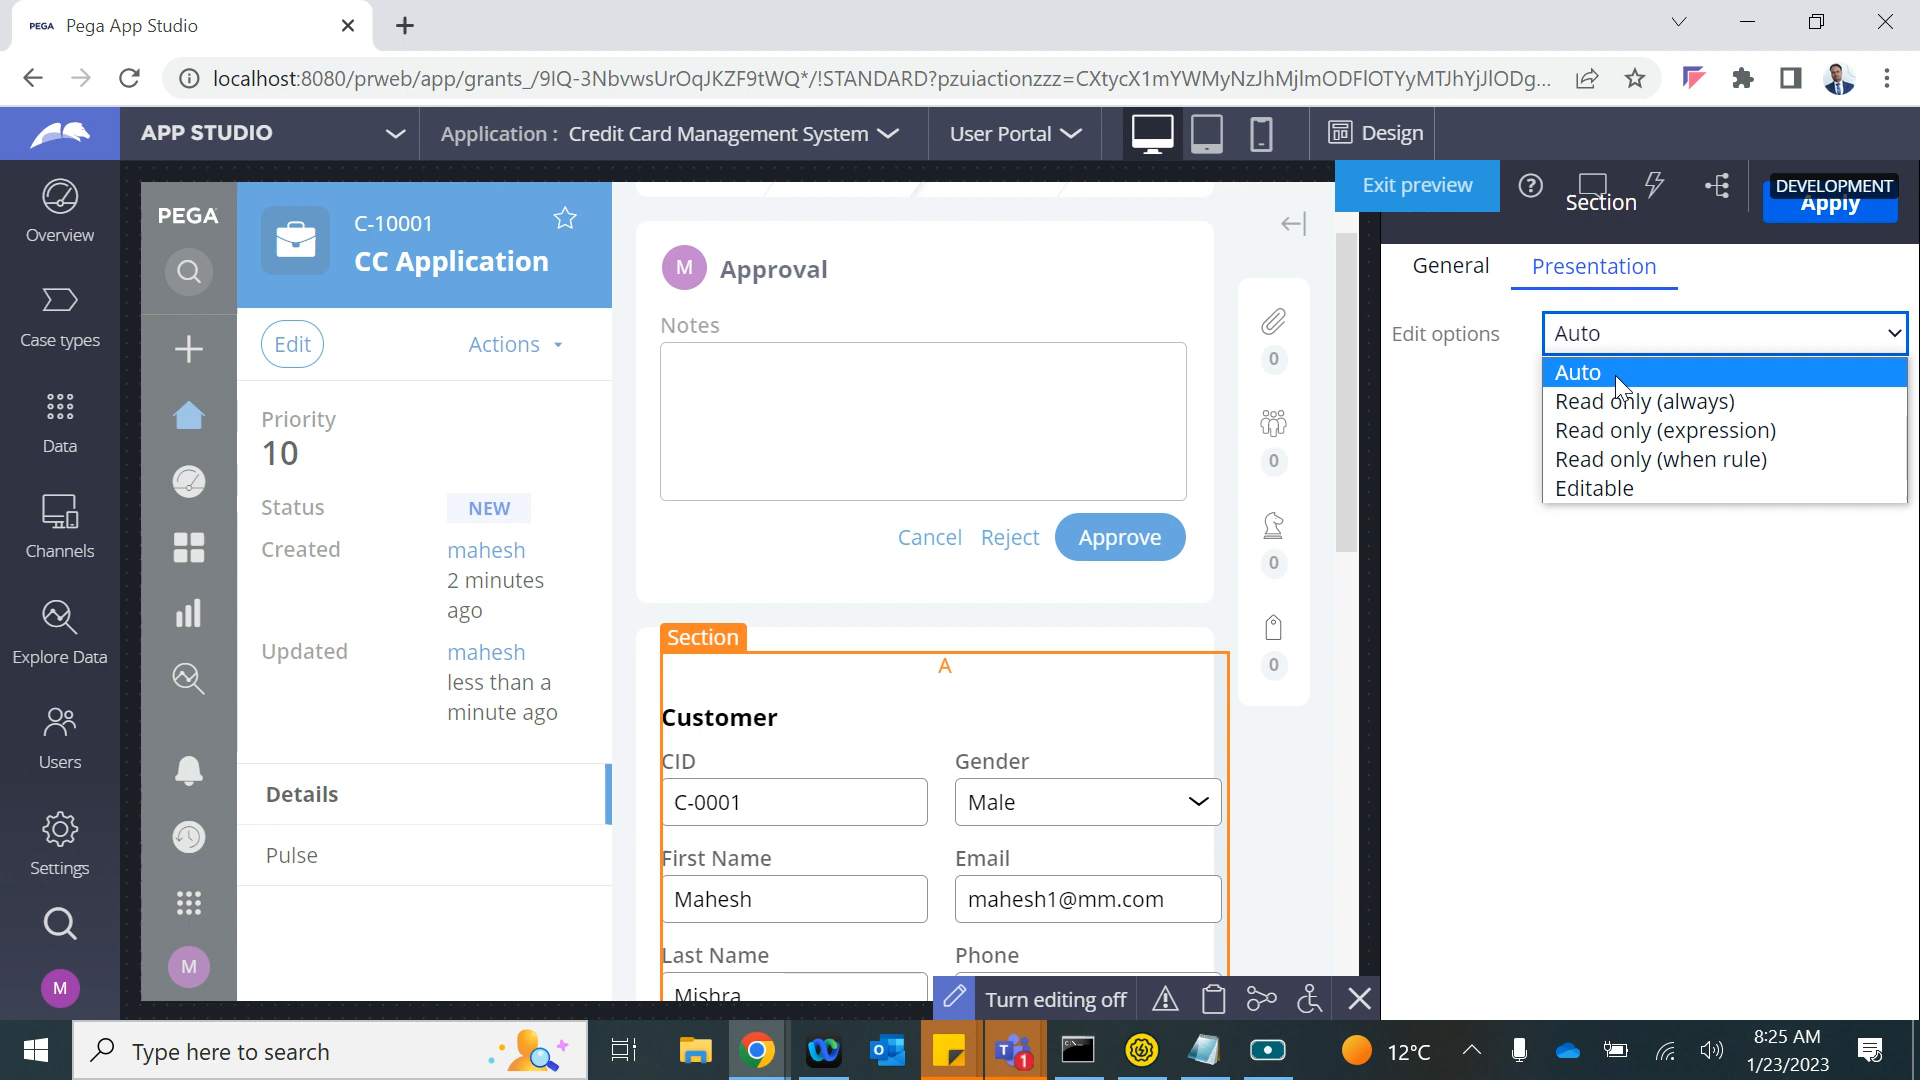 PEGA Pega App Studio
localhost:8080/prweb/app/grants_/9IQ-3NbvwsUrOqJKZF9tWQ*/!STANDARD?pzuiactionzzz=CXtycX1mYWMyNzJhMjlmODFlOTYyMTJhYjJlODg...
APP STUDIO
Application : Credit Card Management System
User Portal
Design
Exit preview
Section
DEVELOPMENT
Apply
Overview
Case types
Data
Channels
Explore Data
Users
Settings
M
PEGA
M
C-10001
CC Application
Edit
Actions
Priority
10
Status NEW
Created mahesh
2 minutes
ago
Updated mahesh
less than a
minute ago
Details
Pulse
M Approval
Notes
Cancel Reject Approve
0
0
0
0
Section
A
Customer
CID
C-0001
Gender
Male
First Name
Mahesh
Email
mahesh1@mm.com
Last Name
Mishra
Phone
Turn editing off
General Presentation
Edit options Auto
Auto
Read only (always)
Read only (expression)
Read only (when rule)
Editable
Type here to search
1
12°C
8:25 AM
1/23/2023